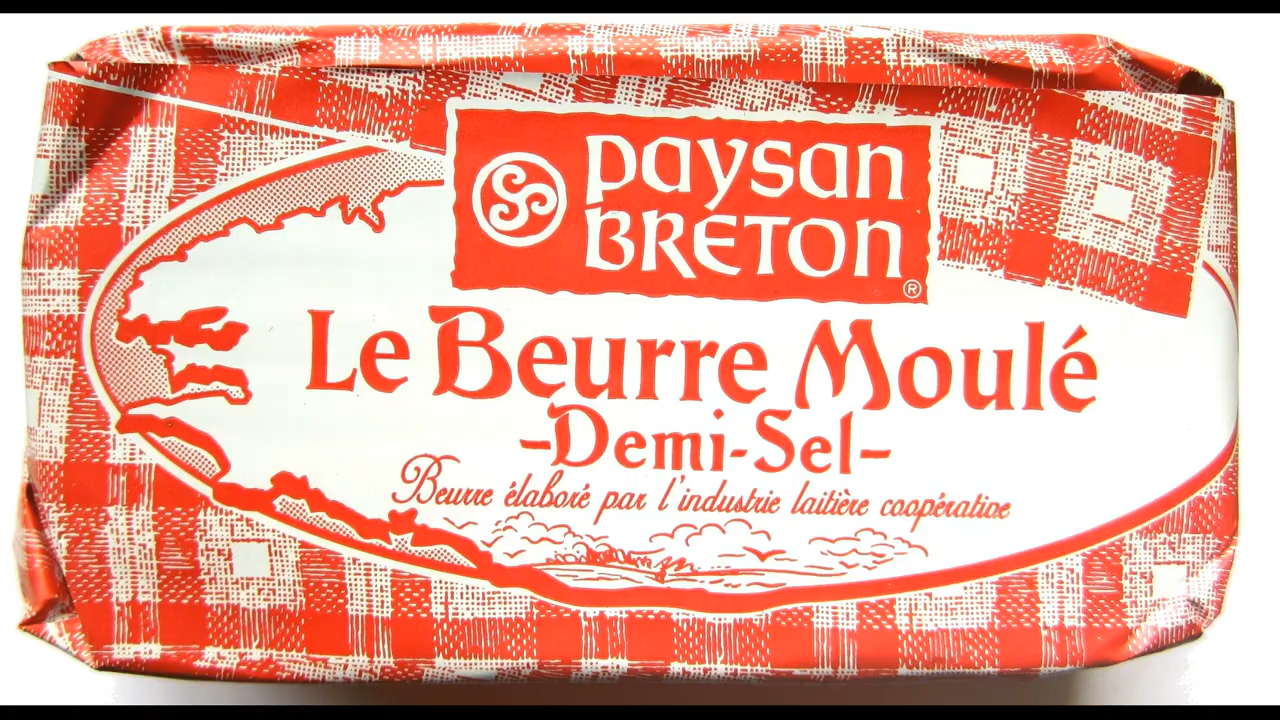 paysan
BRETON
®
Le Beurre Moulé
-Demi-Sel-
Beurre élaboré par l'industrie laitière coopérative